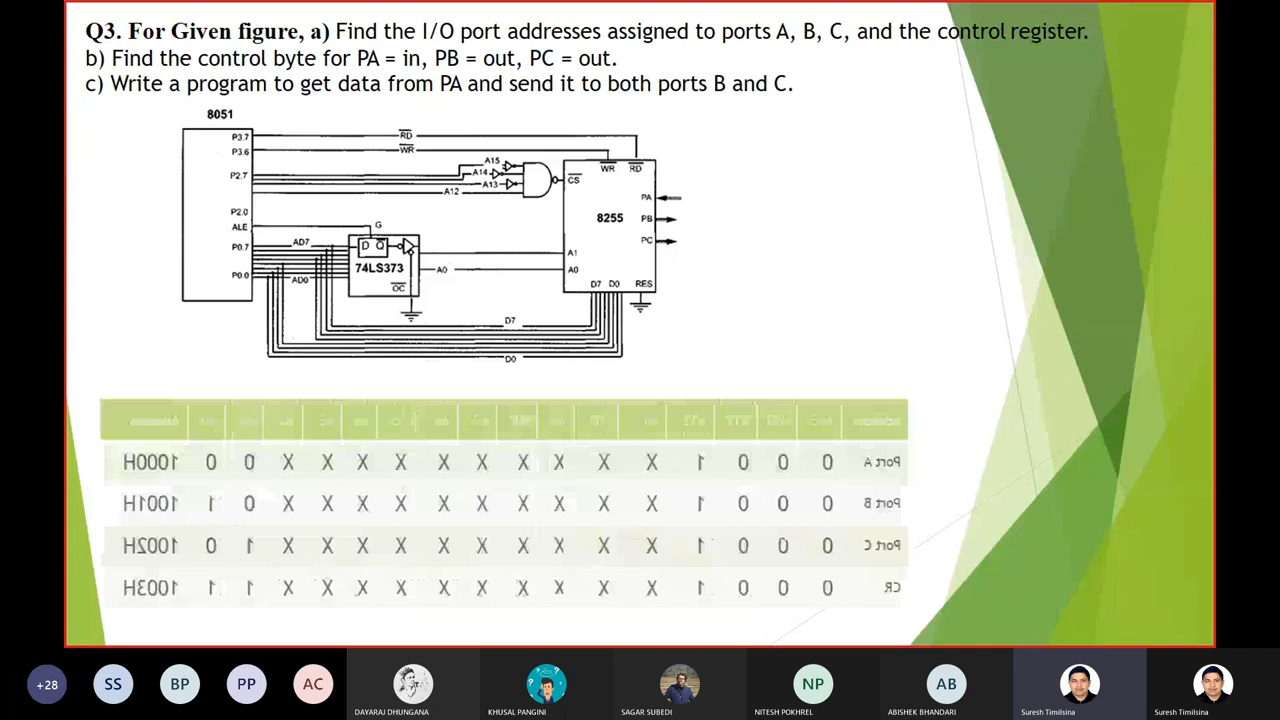 Q3. For Given figure, a) Find the I/O port addresses assigned to ports A, B, C, and the control register.
b) Find the control byte for PA = in, PB = out, PC = out.
c) Write a program to get data from PA and send it to both ports B and C.
8051
P3.7 RD
P3.6 WR
WR RD
A15
P2.7 A14 CS
A13
A12
PA
P2.0 8255 PB
ALE G
PC
P0.7 AD7 D Q
A1
74LS373 A0 A0
P0.0 AD0
OC D7 D0 RES
D7
D0
1000H 0 0 X X X X X X X X X X 1 0 0 0 Port A
1001H 1 0 X X X X X X X X X X 1 0 0 0 Port B
1002H 0 1 X X X X X X X X X X 1 0 0 0 Port C
1003H 1 1 X X X X X X X X X X 1 0 0 0 CR
+28 SS BP PP AC NP AB
DAYARAJ DHUNGANA KHUSAL PANGINI SAGAR SUBEDI NITESH POKHREL ABISHEK BHANDARI Suresh Timilsina Suresh Timilsina